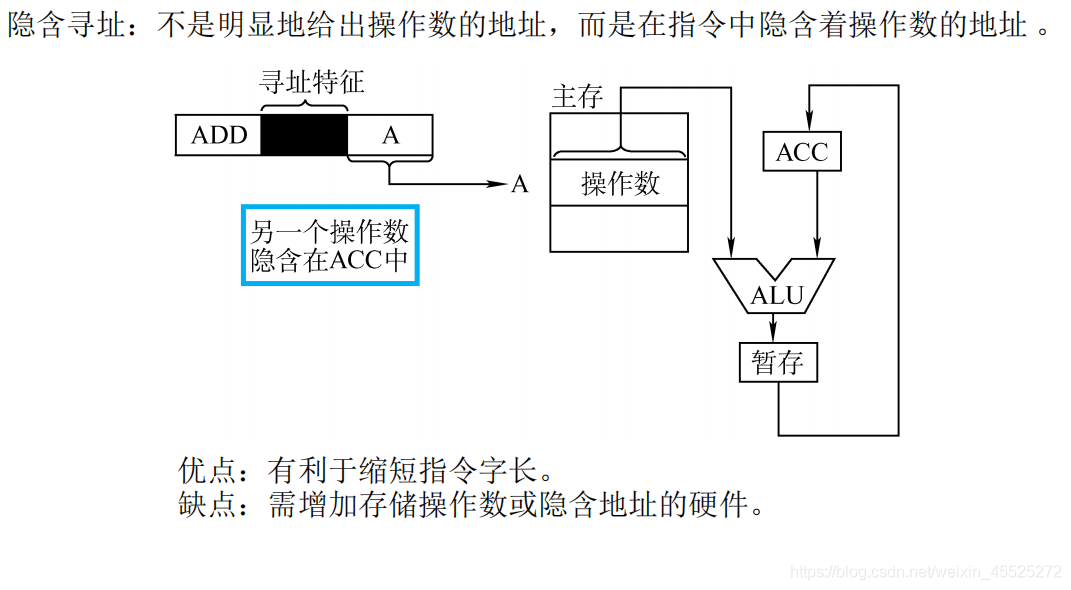 隐含寻址：不是明显地给出操作数的地址，而是在指令中隐含着操作数的地址 。
寻址特征
ADD
A
A
另一个操作数
隐含在ACC中
主存
操作数
ACC
ALU
暂存
优点：有利于缩短指令字长。
缺点：需增加存储操作数或隐含地址的硬件。
https://blog.csdn.net/weixin_45525272